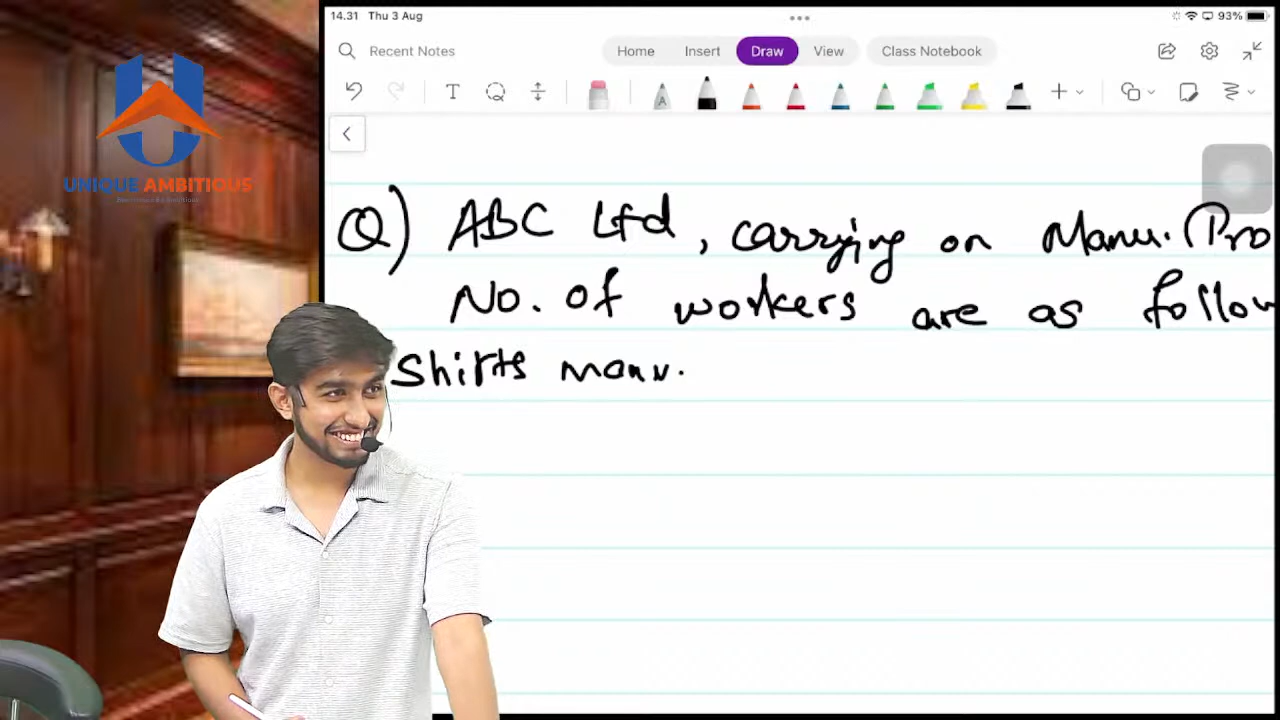 14.31 Thu 3 Aug
93%
Recent Notes
Home Insert Draw View Class Notebook
UNIQUE AMBITIOUS
Q) ABC Ltd, carrying on Manu. (Pro
No. of workers are as follow
Shifts manu.